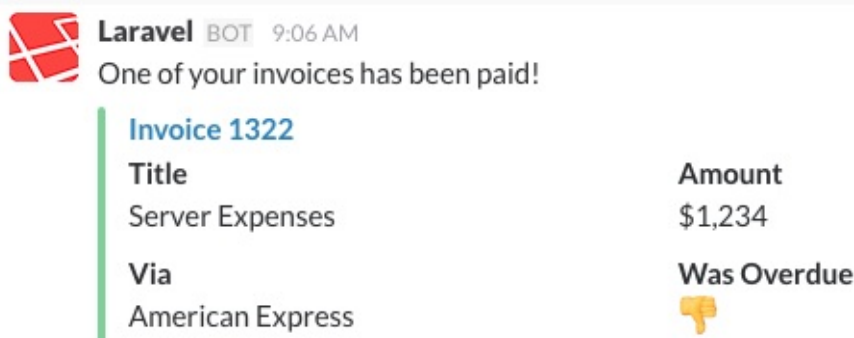 Laravel BOT 9:06 AM
One of your invoices has been paid!
Invoice 1322
Title Amount
Server Expenses $1,234
Via Was Overdue
American Express 👎